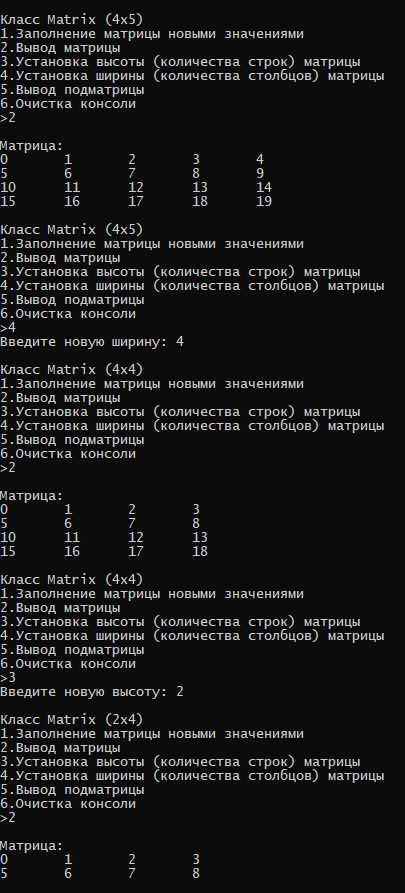 Класс Matrix (4x5)
1.Заполнение матрицы новыми значениями
2.Вывод матрицы
3.Установка высоты (количества строк) матрицы
4.Установка ширины (количества столбцов) матрицы
5.Вывод подматрицы
6.Очистка консоли
>2
Матрица:
0 1 2 3 4
5 6 7 8 9
10 11 12 13 14
15 16 17 18 19
Класс Matrix (4x5)
1.Заполнение матрицы новыми значениями
2.Вывод матрицы
3.Установка высоты (количества строк) матрицы
4.Установка ширины (количества столбцов) матрицы
5.Вывод подматрицы
6.Очистка консоли
>4
Введите новую ширину: 4
Класс Matrix (4x4)
1.Заполнение матрицы новыми значениями
2.Вывод матрицы
3.Установка высоты (количества строк) матрицы
4.Установка ширины (количества столбцов) матрицы
5.Вывод подматрицы
6.Очистка консоли
>2
Матрица:
0 1 2 3
5 6 7 8
10 11 12 13
15 16 17 18
Класс Matrix (4x4)
1.Заполнение матрицы новыми значениями
2.Вывод матрицы
3.Установка высоты (количества строк) матрицы
4.Установка ширины (количества столбцов) матрицы
5.Вывод подматрицы
6.Очистка консоли
>3
Введите новую высоту: 2
Класс Matrix (2x4)
1.Заполнение матрицы новыми значениями
2.Вывод матрицы
3.Установка высоты (количества строк) матрицы
4.Установка ширины (количества столбцов) матрицы
5.Вывод подматрицы
6.Очистка консоли
>2
Матрица:
0 1 2 3
5 6 7 8